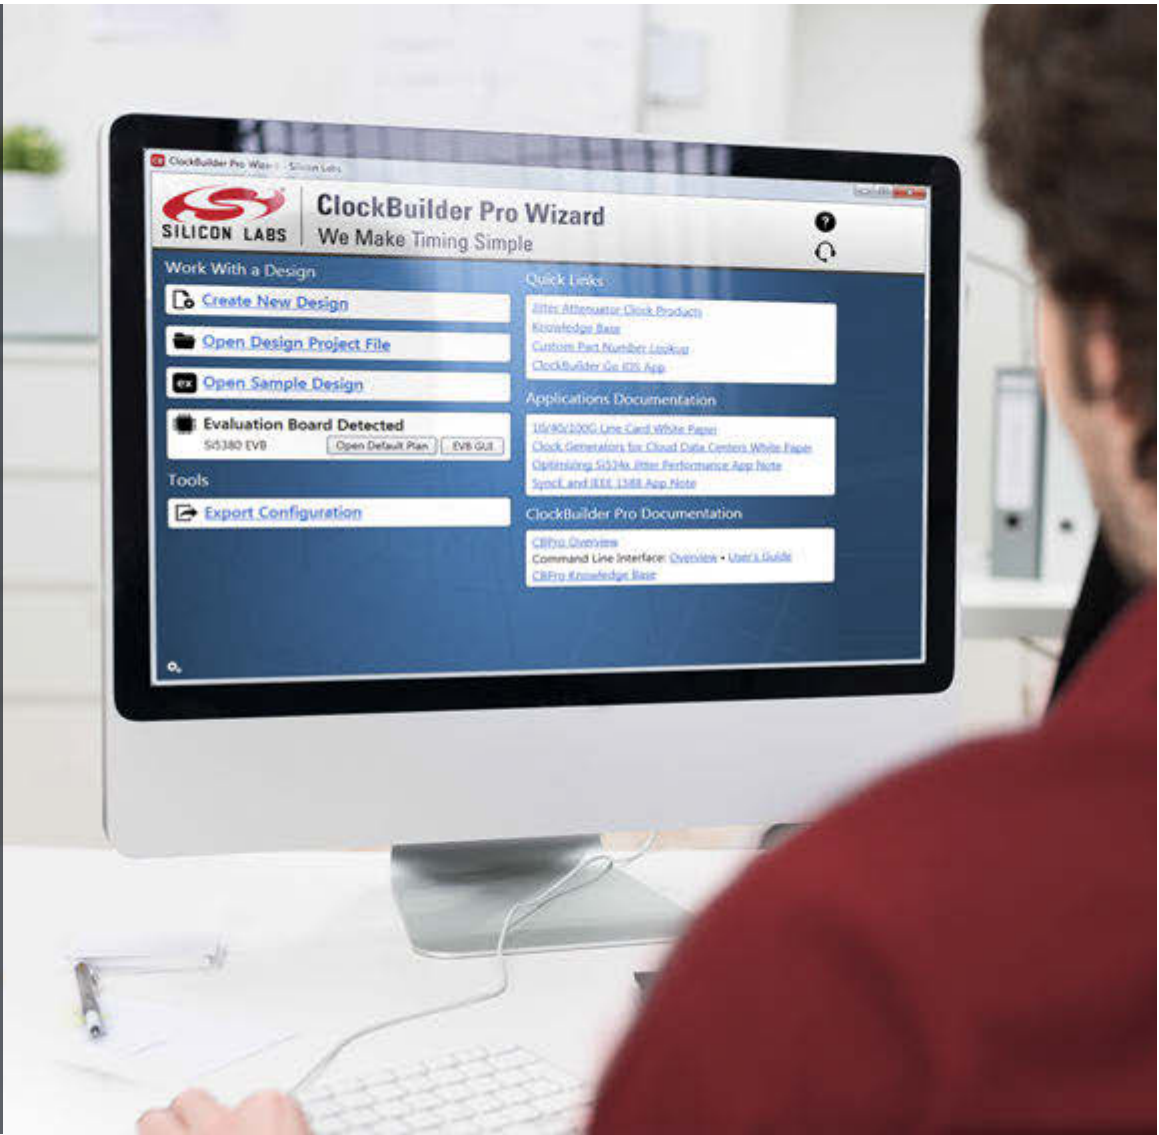 ClockBuilder Pro Wizard - Silicon Labs
SILICON LABS
ClockBuilder Pro Wizard
We Make Timing Simple
?
Work With a Design
Create New Design
Open Design Project File
ex Open Sample Design
Evaluation Board Detected
Si5380 EVB
Open Default Plan
EVB GUI
Tools
Export Configuration
Quick Links
Jitter Attenuator Clock Products
Knowledge Base
Custom Part Number Lookup
ClockBuilder Go iOS App
Applications Documentation
10/40/100G Line Card White Paper
Clock Generators for Cloud Data Centers White Paper
Optimizing Si534x Jitter Performance App Note
SyncE and IEEE 1588 App Note
ClockBuilder Pro Documentation
CBPro Overview
Command Line Interface: Overview • User's Guide
CBPro Knowledge Base